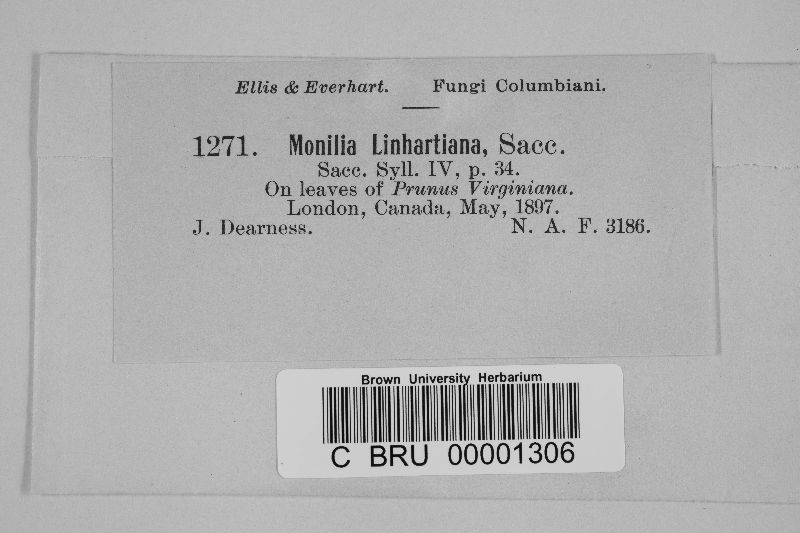 Ellis & Everhart. Fungi Columbiani.
1271. Monilia Linhartiana, Sacc.
Sacc. Syll. IV, p. 34.
On leaves of Prunus Virginiana.
London, Canada, May, 1897.
J. Dearness. N. A. F. 3186.
Brown University Herbarium
C BRU 00001306